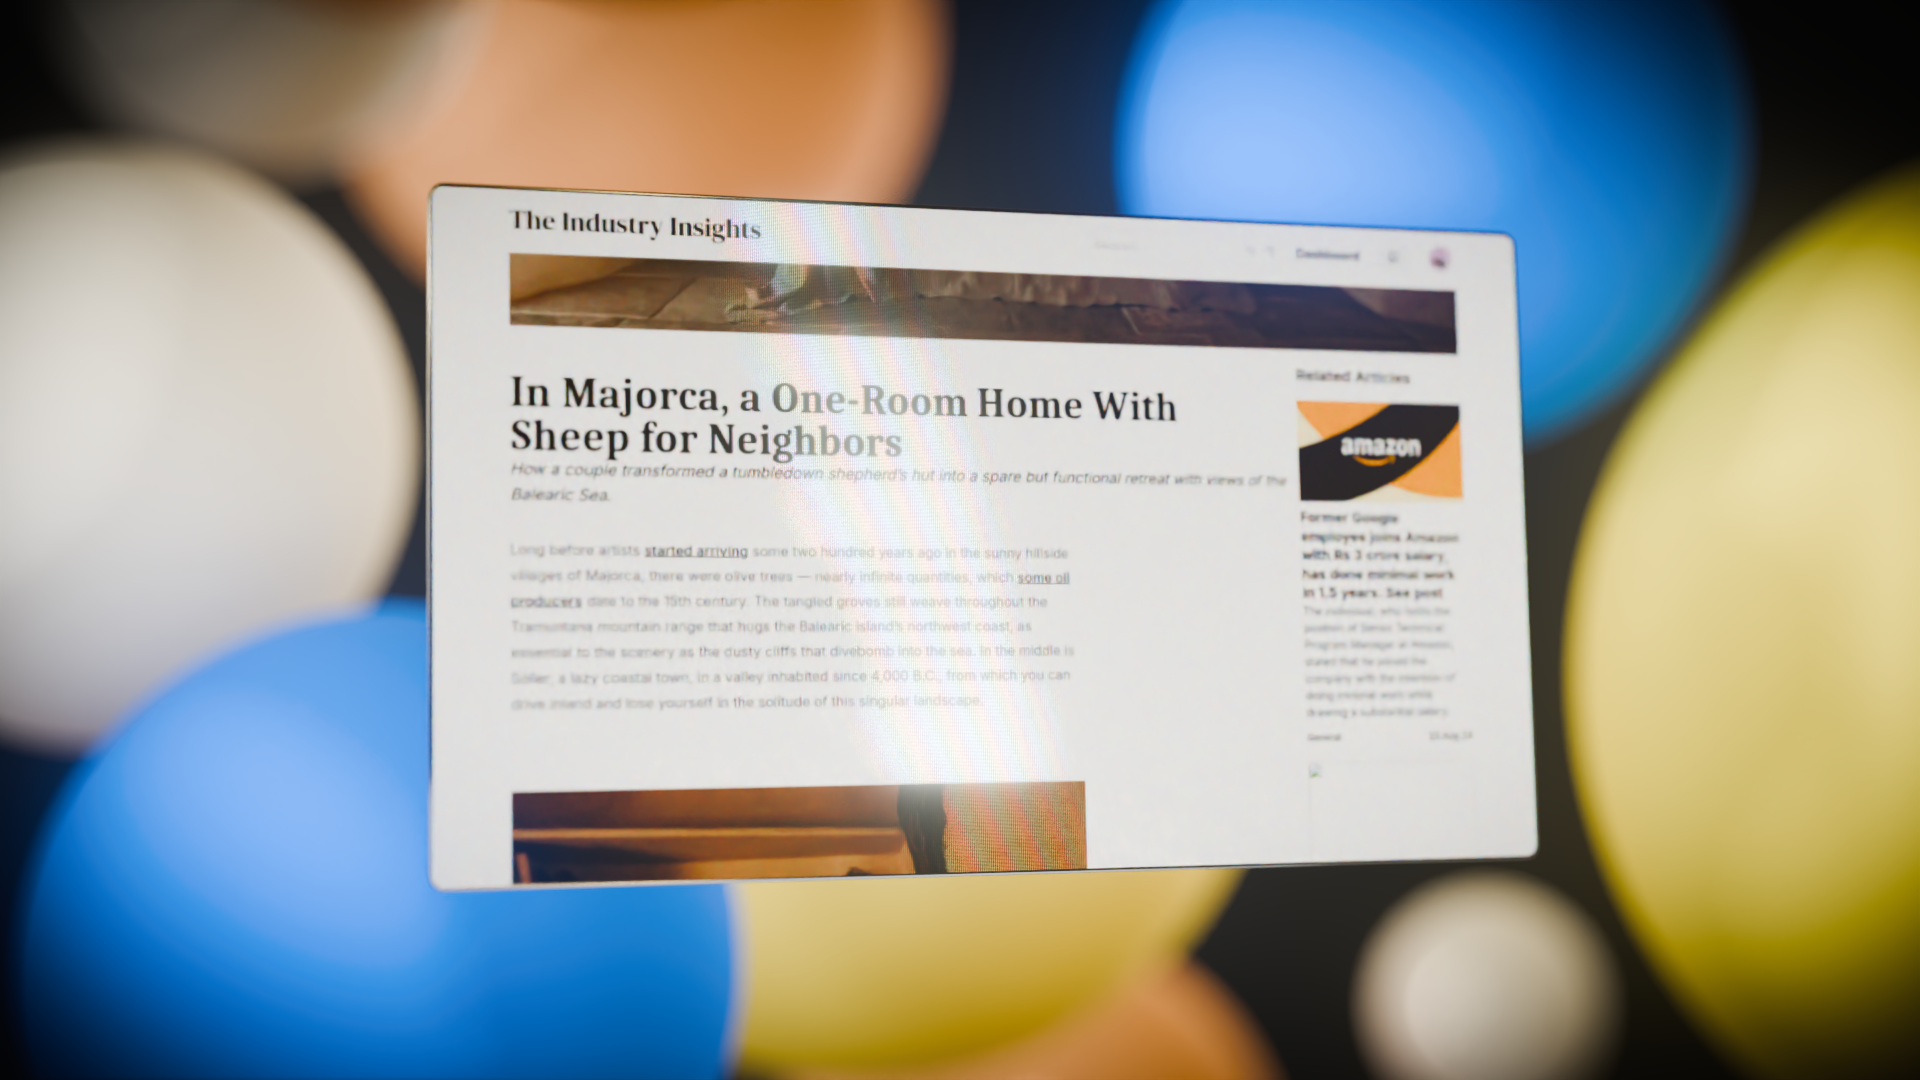 The Industry Insights
Dashboard
In Majorca, a One-Room Home With
Sheep for Neighbors
How a couple transformed a tumbledown shepherd's hut into a spare but functional retreat with views of the
Balearic Sea.
Long before artists started arriving some two hundred years ago in the sunny hillside
villages of Majorca, there were olive trees — nearly infinite quantities, which some oil
producers date to the 15th century. The tangled groves still weave throughout the
Tramuntana mountain range that hugs the Balearic island's northwest coast, as
essential to the scenery as the dusty cliffs that divebomb into the sea. In the middle is
Sóller, a lazy coastal town, in a valley inhabited since 4,000 B.C., from which you can
drive inland and lose yourself in the solitude of this singular landscape.
Related Articles
amazon
Former Google
employee joins Amazon
with Rs 3 crore salary,
has done minimal work
in 1.5 years. See post
The individual, who holds the
position of Senior Technical
Program Manager at Amazon,
stated that he joined the
company with the intention of
doing minimal work while
drawing a substantial salary.
General